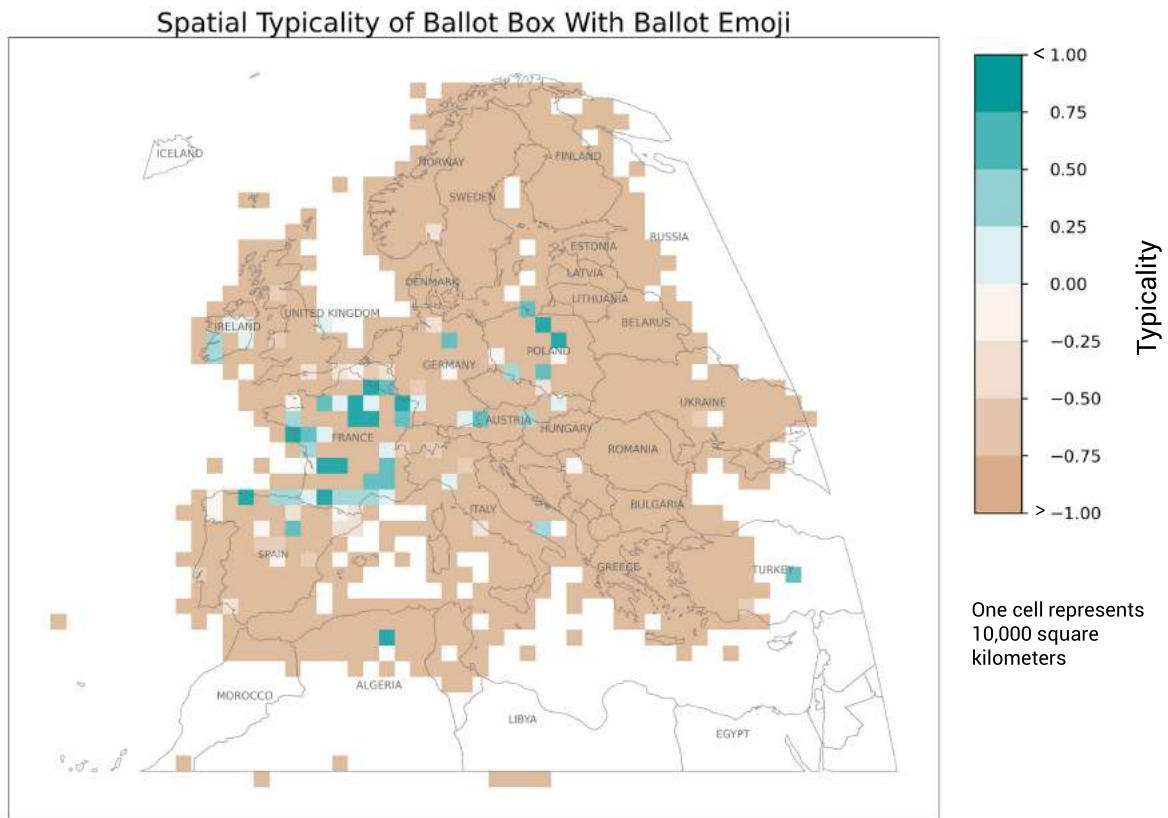 Spatial Typicality of Ballot Box With Ballot Emoji
ICELAND
NORWAY
FINLAND
SWEDEN
RUSSIA
ESTONIA
LATVIA
DENMARK
LITHUANIA
UNITED KINGDOM
IRELAND
BELARUS
POLAND
GERMANY
UKRAINE
AUSTRIA
HUNGARY
FRANCE
ROMANIA
BULGARIA
ITALY
SPAIN
GREECE
TURKEY
ALGERIA
MOROCCO
LIBYA
EGYPT
< 1.00
0.75
0.50
0.25
0.00
−0.25
−0.50
−0.75
> −1.00
Typicality
One cell represents
10,000 square
kilometers